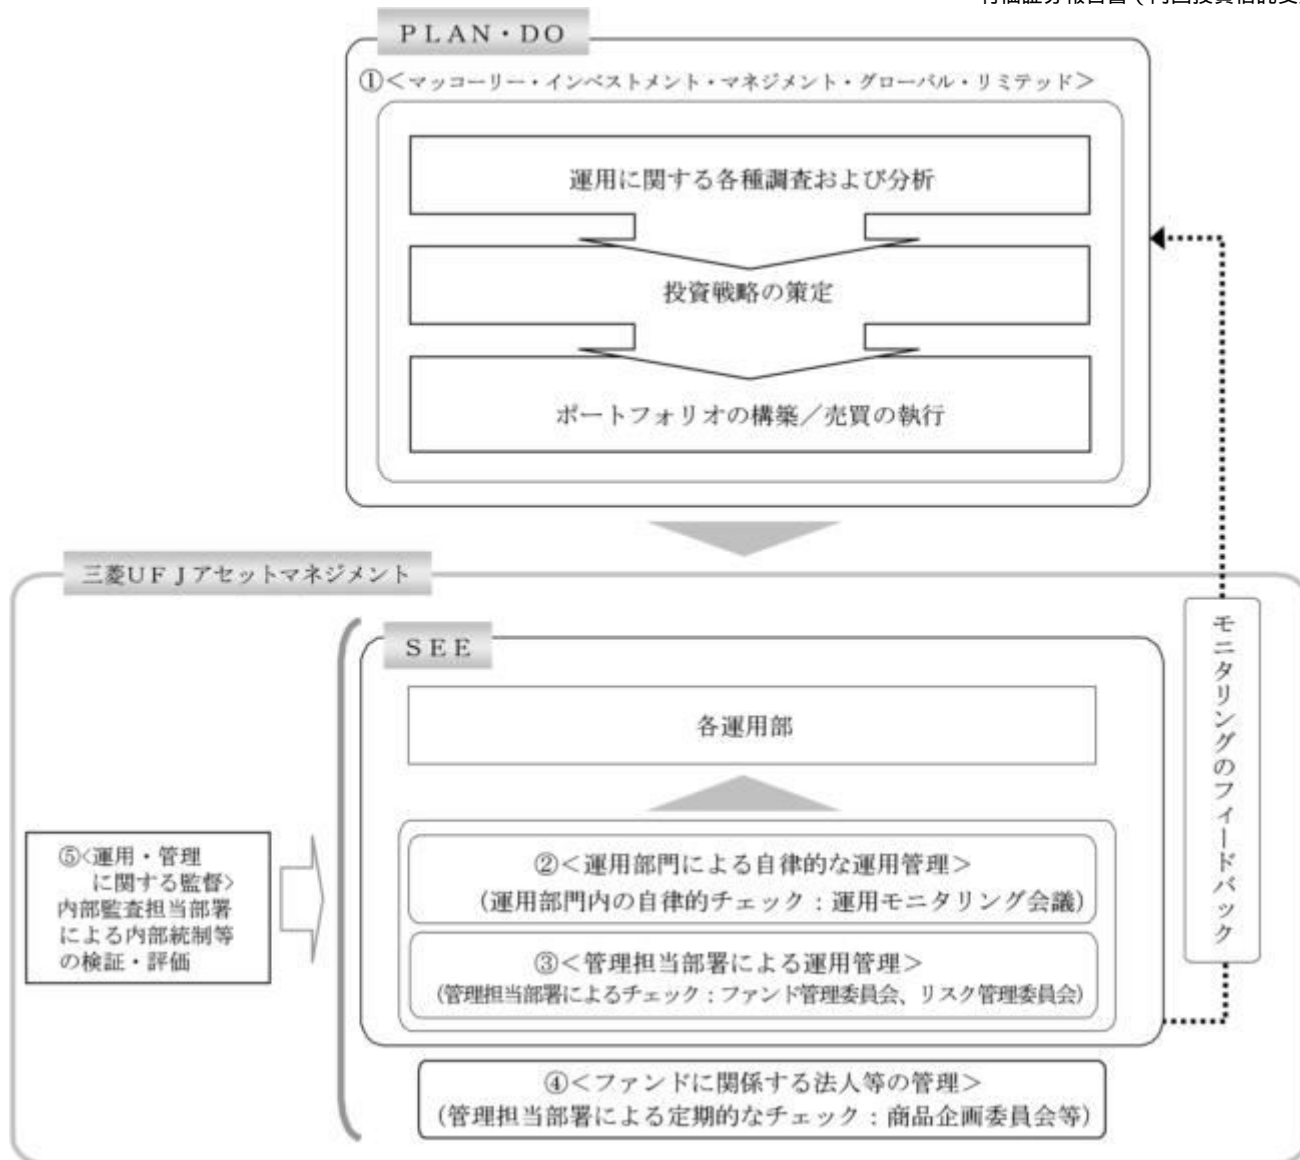 PLAN・DO
①＜マッコーリー・インベストメント・マネジメント・グローバル・リミテッド＞
運用に関する各種調査および分析
投資戦略の策定
ポートフォリオの構築／売買の執行
三菱UFJアセットマネジメント
SEE
各運用部
②＜運用部門による自律的な運用管理＞
(運用部門内の自律的チェック：運用モニタリング会議)
③＜管理担当部署による運用管理＞
(管理担当部署によるチェック：ファンド管理委員会、リスク管理委員会)
④＜ファンドに関係する法人等の管理＞
(管理担当部署による定期的なチェック：商品企画委員会等)
⑤<運用・管理
に関する監督>
内部監査担当部署
による内部統制等
の検証・評価
モニタリングのフィードバック